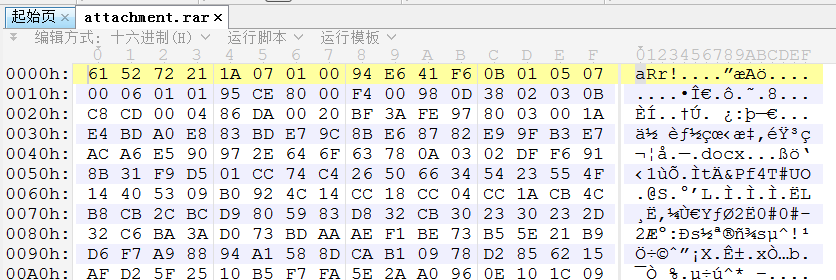 起始页 attachment.rar
编辑方式: 十六进制(H) 运行脚本 运行模板
0 1 2 3 4 5 6 7 8 9 A B C D E F 0123456789ABCDEF
0000h: 61 52 72 21 1A 07 01 00 94 E6 41 F6 0B 01 05 07 aRr!....”æAö....
0010h: 00 06 01 01 95 CE 80 00 F4 00 98 0D 38 02 03 0B ....•Î€.ô.˜.8...
0020h: C8 CD 00 04 86 DA 00 20 BF 3A FE 97 80 03 00 1A ÈÍ..†Ú. ¿:þ—€...
0030h: E4 BD A0 E8 83 BD E7 9C 8B E6 87 82 E9 9F B3 E7 ä½ èƒ½çœ‹æ‡‚éŸ³ç
0040h: AC A6 E5 90 97 2E 64 6F 63 78 0A 03 02 DF F6 91 ¬¦å.—.docx...ßö‘
0050h: 8B 31 F9 D5 01 CC 74 C4 26 50 66 34 54 23 55 4F ‹1ùÕ.ÌtÄ&Pf4T#UO
0060h: 14 40 53 09 B0 92 4C 14 CC 18 CC 04 CC 1A CB 4C .@S.°’L.Ì.Ì.Ì.ËL
0070h: B8 CB 2C BC D9 80 59 83 D8 32 CB 30 23 30 23 2D ¸Ë,¼Ù€YƒØ2Ë0#0#-
0080h: 32 C6 BA 3A D0 73 BD AA AE F1 BE 73 B5 5E 21 B9 2Æº:Ðs½ª®ñ¾sµ^!¹
0090h: D6 F7 A9 88 94 A1 58 8D CA B1 09 78 D2 85 62 15 Ö÷©ˆ”¡X.Ê±.xÒ…b.
00A0h: AF D2 5F 25 10 B5 F7 FA 5E 2A A0 96 0E 10 1C 09